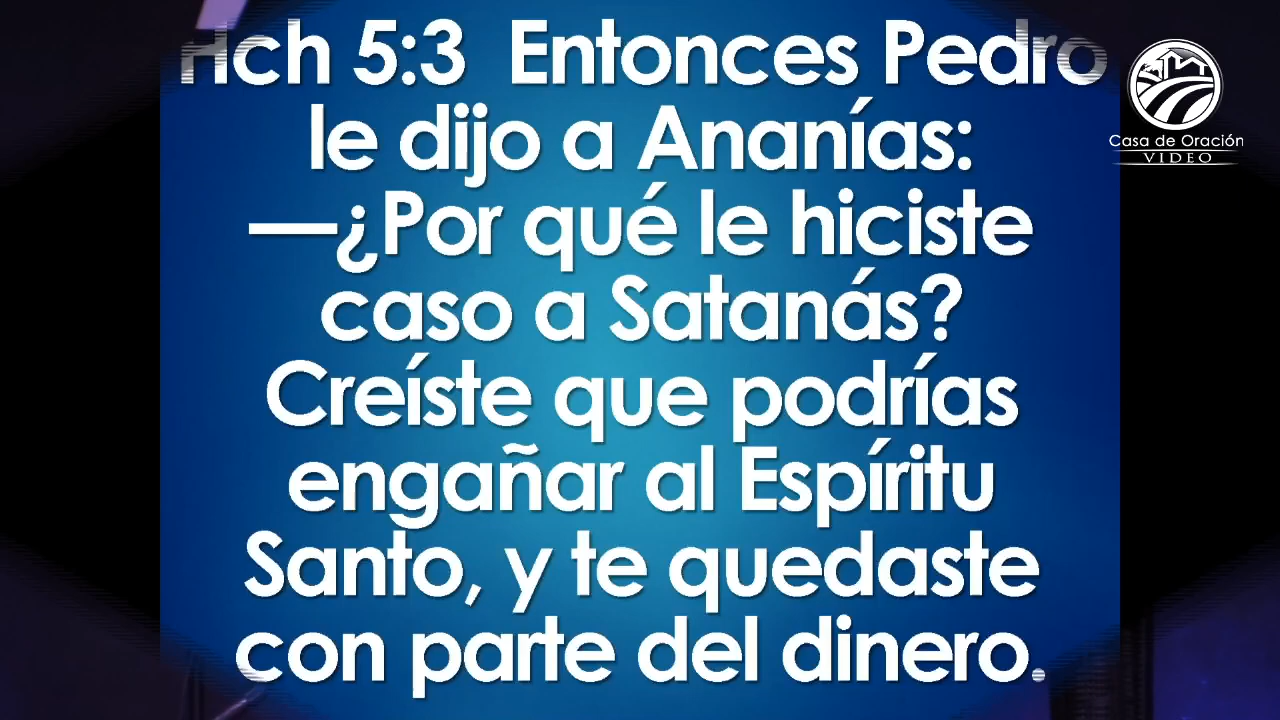 Hch 5:3  Entonces Pedro
le dijo a Ananías:
—¿Por qué le hiciste
caso a Satanás?
Creíste que podrías
engañar al Espíritu
Santo, y te quedaste
con parte del dinero.
Casa de Oración
VIDEO